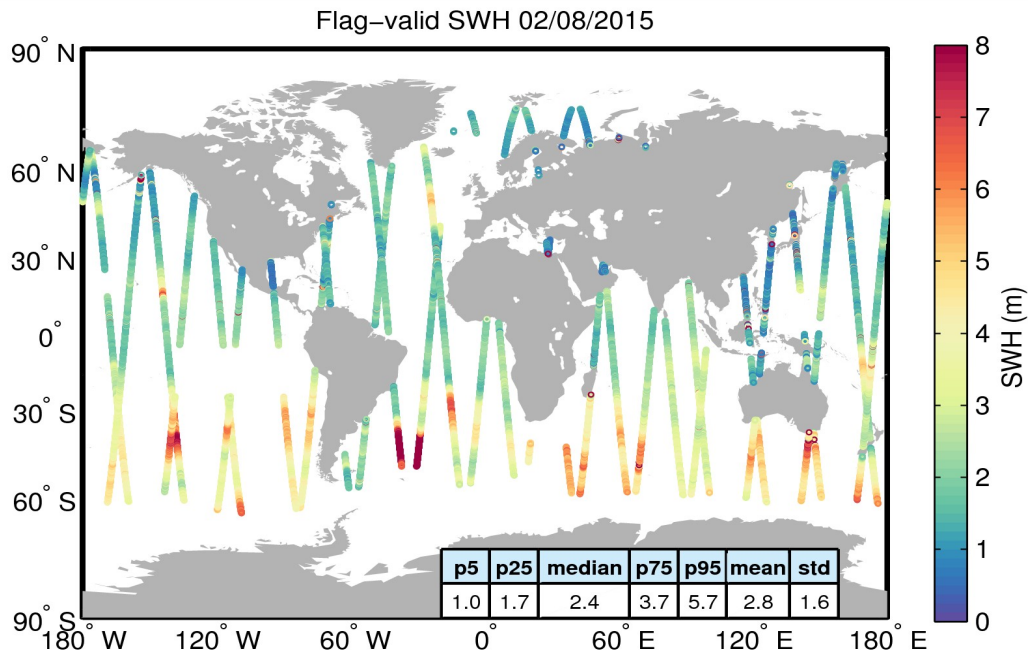 Flag−valid SWH 02/08/2015
90° N
60° N
30° N
0°
30° S
60° S
90° S
180° W
120° W
60° W
0°
60° E
120° E
180° E
p5 p25 median p75 p95 mean std
1.0 1.7 2.4 3.7 5.7 2.8 1.6
8
7
6
5
4
3
2
1
0
SWH (m)